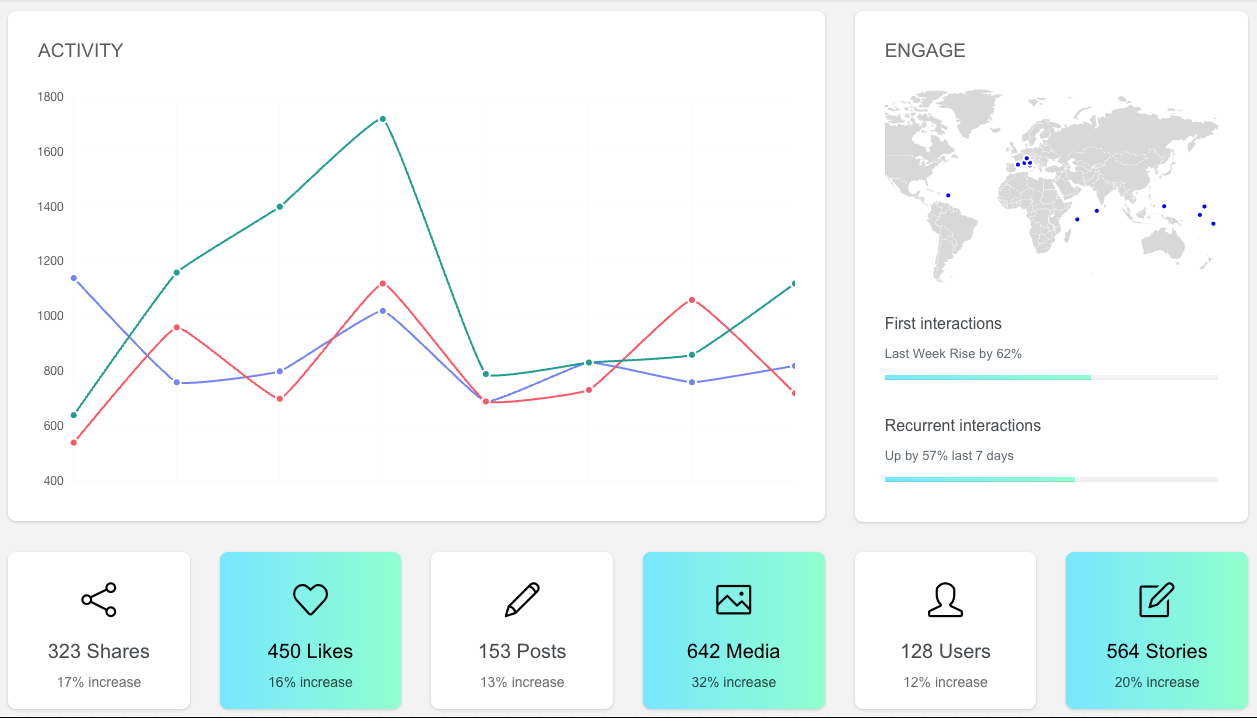 ACTIVITY
1800
1600
1400
1200
1000
800
600
400
ENGAGE
First interactions
Last Week Rise by 62%
Recurrent interactions
Up by 57% last 7 days
323 Shares
17% increase
450 Likes
16% increase
153 Posts
13% increase
642 Media
32% increase
128 Users
12% increase
564 Stories
20% increase